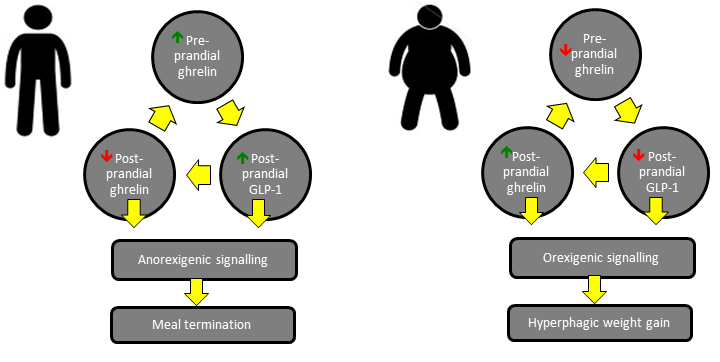 Pre-
prandial
ghrelin
Post-
prandial
ghrelin
Post-
prandial
GLP-1
Anorexigenic signalling
Meal termination
Pre-
prandial
ghrelin
Post-
prandial
ghrelin
Post-
prandial
GLP-1
Orexigenic signalling
Hyperphagic weight gain